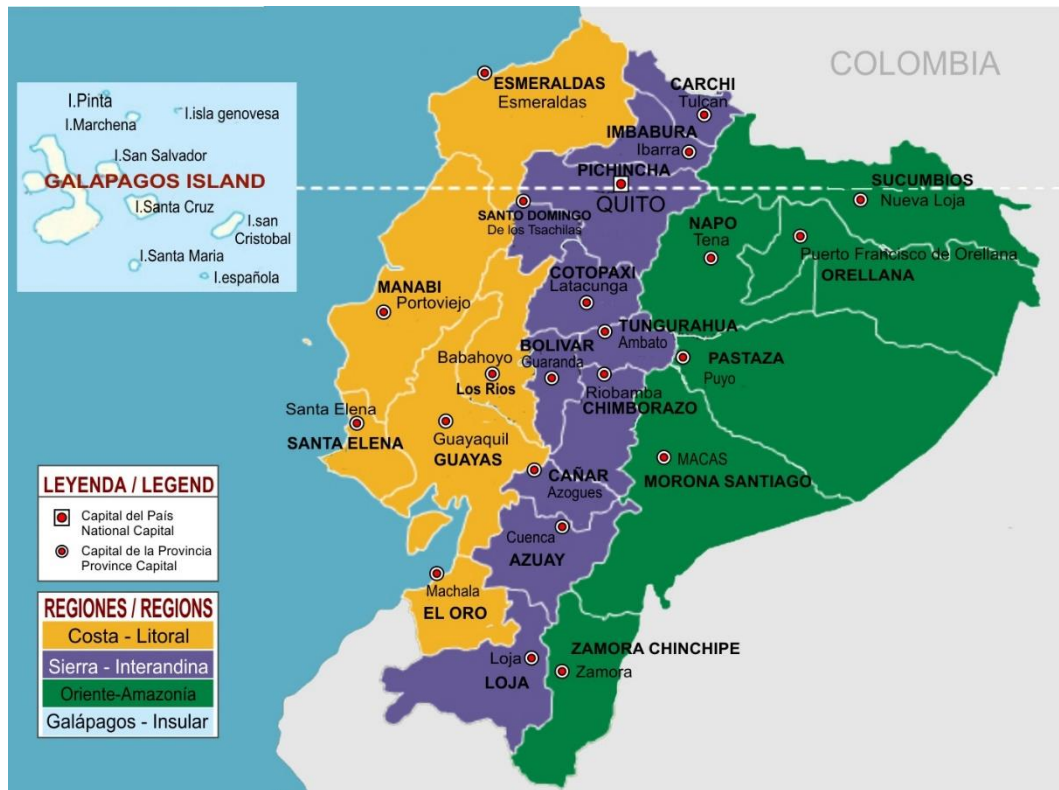 COLOMBIA
ESMERALDAS
Esmeraldas
CARCHI
Tulcan
IMBABURA
Ibarra
PICHINCHA
QUITO
SANTO DOMINGO
De los Tsachilas
SUCUMBIOS
Nueva Loja
NAPO
Tena
Puerto Francisco de Orellana
ORELLANA
I.Pinta
I.Marchena
I.isla genovesa
I.San Salvador
GALAPAGOS ISLAND
I.Santa Cruz
I.san
Cristobal
I.Santa Maria
I.española
MANABI
Portoviejo
COTOPAXI
Latacunga
TUNGURAHUA
Ambato
BOLIVAR
Guaranda
Babahoyo
Los Rios
PASTAZA
Puyo
Riobamba
CHIMBORAZO
Santa Elena
SANTA ELENA
Guayaquil
GUAYAS
MACAS
MORONA SANTIAGO
CAÑAR
Azogues
Cuenca
AZUAY
Machala
EL ORO
Loja
LOJA
ZAMORA CHINCHIPE
Zamora
LEYENDA / LEGEND
Capital del País
National Capital
Capital de la Provincia
Province Capital
REGIONES / REGIONS
Costa - Litoral
Sierra - Interandina
Oriente-Amazonía
Galápagos - Insular